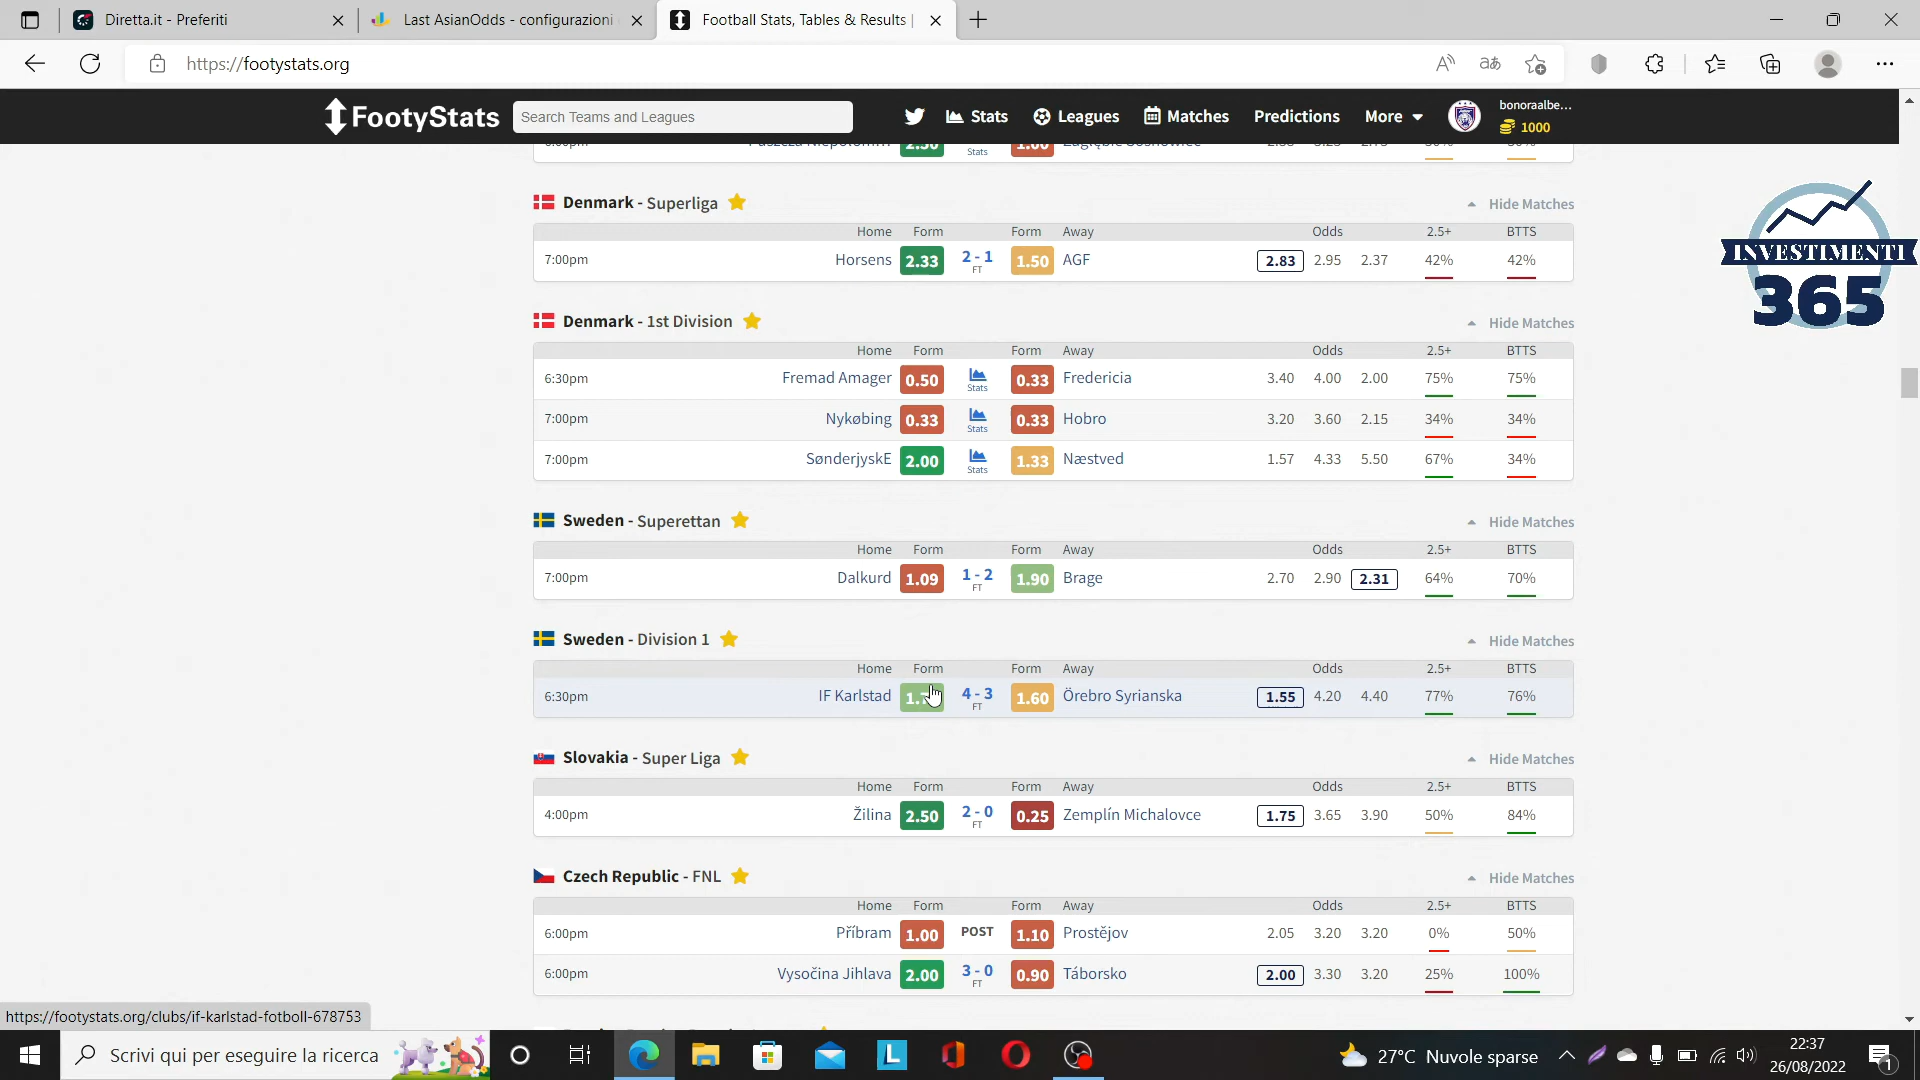 Diretta.it - Preferiti
Last AsianOdds - configurazioni
Football Stats, Tables & Results |
https://footystats.org
FootyStats
Search Teams and Leagues
Stats Leagues Matches Predictions More
bonoraalbe...
1000
Stats
INVESTIMENTI
365
Denmark - Superliga Hide Matches
Home Form Form Away Odds 2.5+ BTTS
7:00pm Horsens 2.33 2 - 1 FT 1.50 AGF 2.83 2.95 2.37 42% 42%
Denmark - 1st Division Hide Matches
Home Form Form Away Odds 2.5+ BTTS
6:30pm Fremad Amager 0.50 Stats 0.33 Fredericia 3.40 4.00 2.00 75% 75%
7:00pm Nykøbing 0.33 Stats 0.33 Hobro 3.20 3.60 2.15 34% 34%
7:00pm SønderjyskE 2.00 Stats 1.33 Næstved 1.57 4.33 5.50 67% 34%
Sweden - Superettan Hide Matches
Home Form Form Away Odds 2.5+ BTTS
7:00pm Dalkurd 1.09 1 - 2 FT 1.90 Brage 2.70 2.90 2.31 64% 70%
Sweden - Division 1 Hide Matches
Home Form Form Away Odds 2.5+ BTTS
6:30pm IF Karlstad 4 - 3 FT 1.60 Örebro Syrianska 1.55 4.20 4.40 77% 76%
Slovakia - Super Liga Hide Matches
Home Form Form Away Odds 2.5+ BTTS
4:00pm Žilina 2.50 2 - 0 FT 0.25 Zemplín Michalovce 1.75 3.65 3.90 50% 84%
Czech Republic - FNL Hide Matches
Home Form Form Away Odds 2.5+ BTTS
6:00pm Příbram 1.00 POST 1.10 Prostějov 2.05 3.20 3.20 0% 50%
6:00pm Vysočina Jihlava 2.00 3 - 0 FT 0.90 Táborsko 2.00 3.30 3.20 25% 100%
https://footystats.org/clubs/if-karlstad-fotboll-678753
Scrivi qui per eseguire la ricerca
27°C Nuvole sparse
22:37
26/08/2022
1